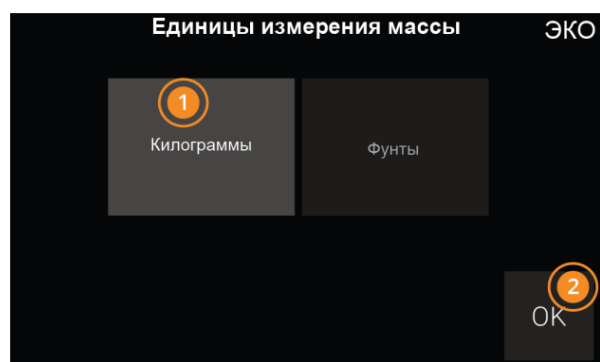 Единицы измерения массы
ЭКО
1
Килограммы
Фунты
2
OK